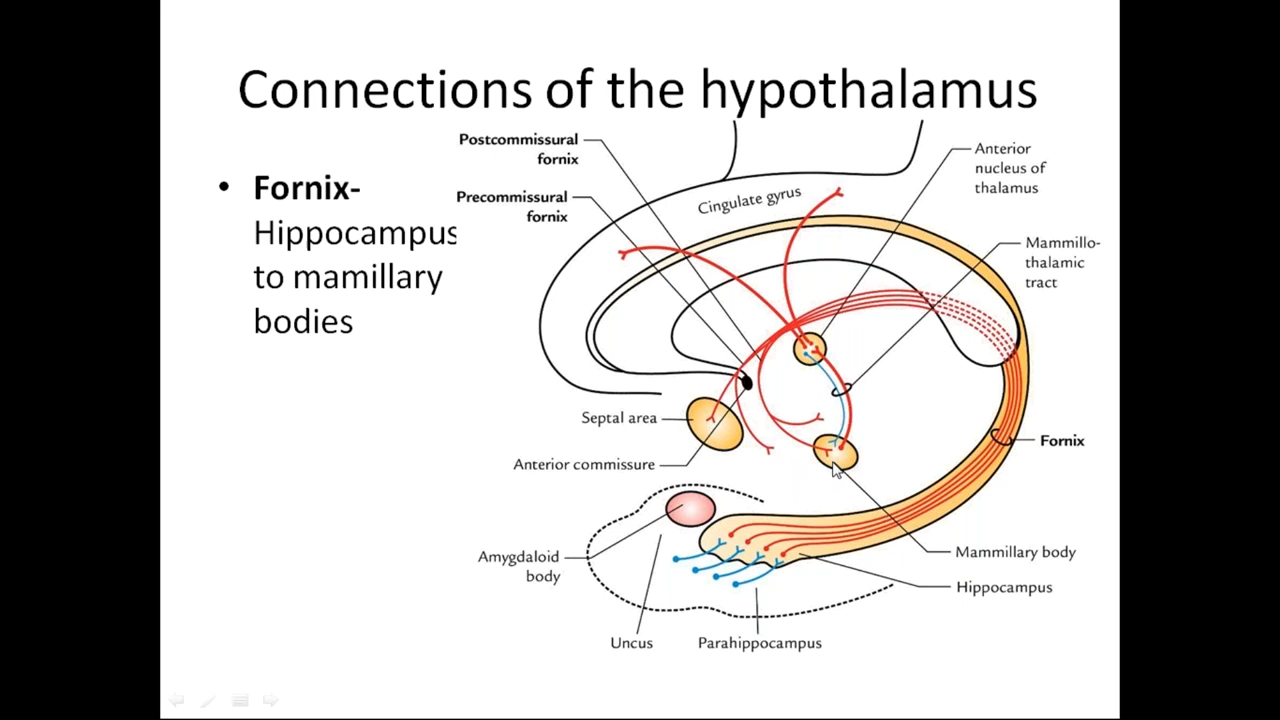 Connections of the hypothalamus
• Fornix-
Hippocampus
to mamillary
bodies
Postcommissural
fornix
Precommissural
fornix
Cingulate gyrus
Anterior
nucleus of
thalamus
Mammillo-
thalamic
tract
Septal area
Anterior commissure
Fornix
Amygdaloid
body
Mammillary body
Hippocampus
Uncus
Parahippocampus